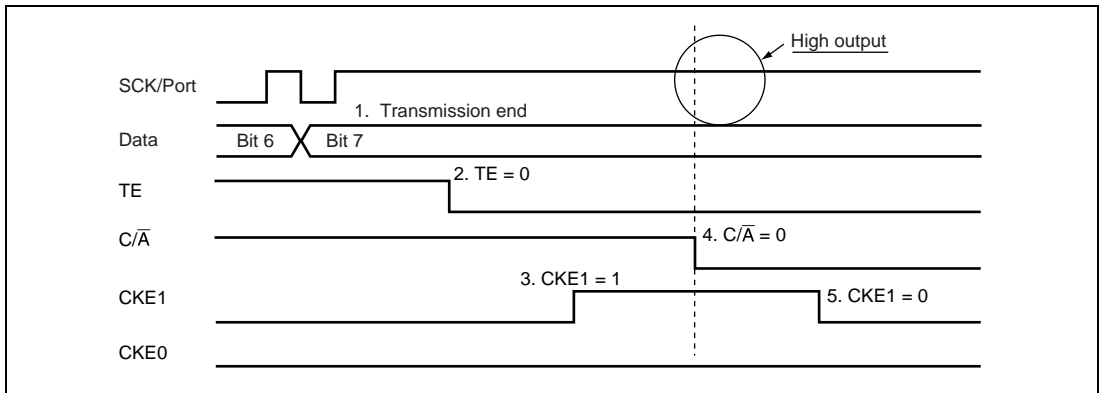 High output
SCK/Port
1. Transmission end
Data Bit 6 Bit 7
2. TE = 0
TE
C/A̅ 4. C/A̅ = 0
3. CKE1 = 1
CKE1 5. CKE1 = 0
CKE0